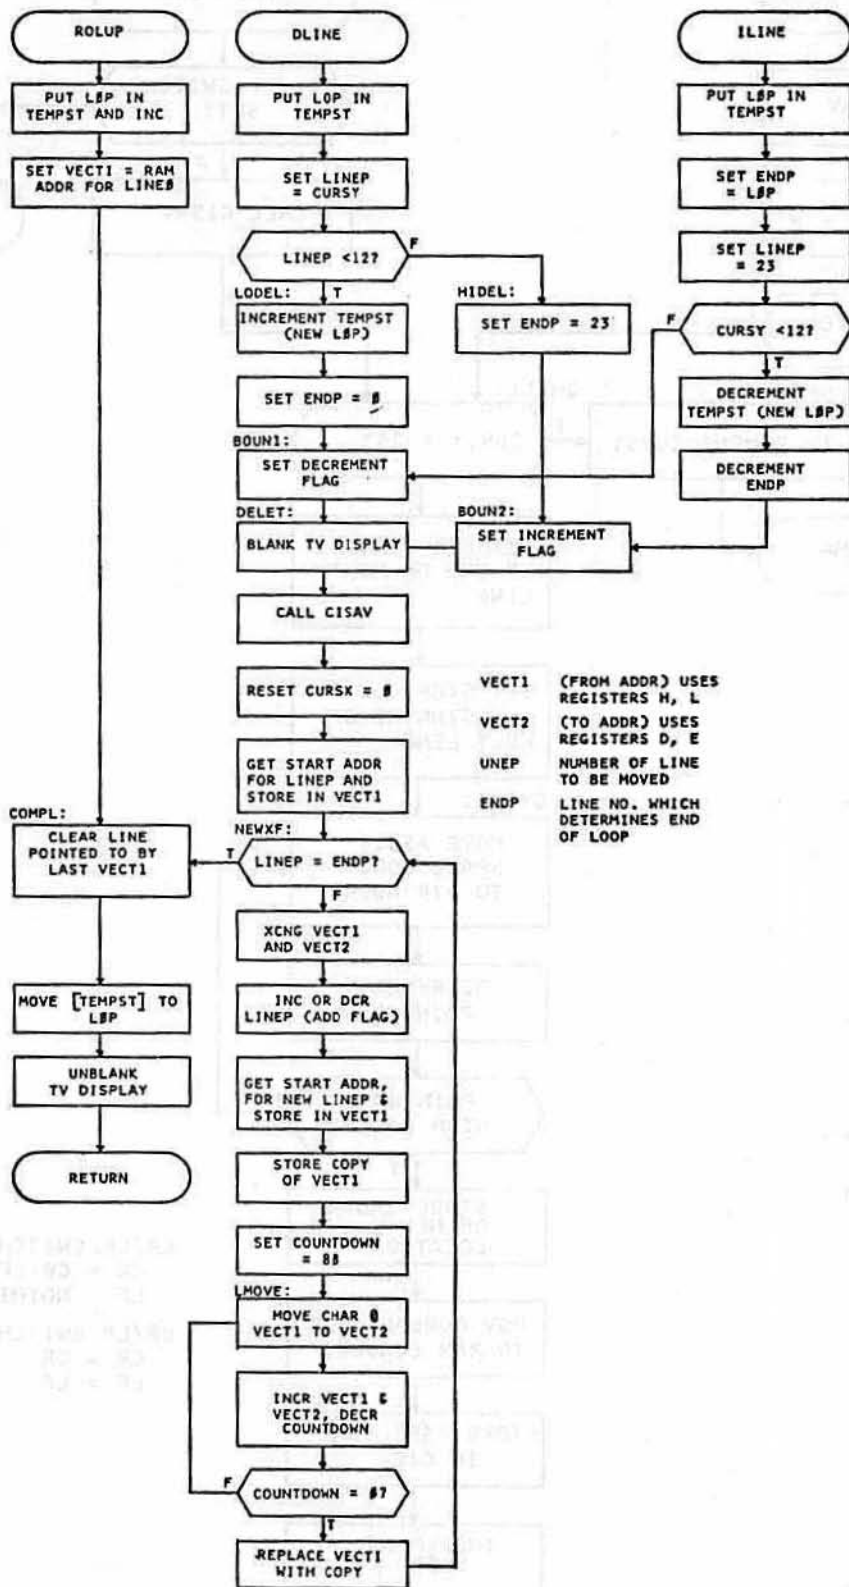 ROLUP
PUT LØP IN
TEMPST AND INC
SET VECT1 = RAM
ADDR FOR LINEØ
DLINE
PUT LOP IN
TEMPST
SET LINEP
= CURSY
LINEP <12?
F
T
LODEL:
INCREMENT TEMPST
(NEW LØP)
SET ENDP = Ø
HIDEL:
SET ENDP = 23
ILINE
PUT LØP IN
TEMPST
SET ENDP
= LØP
SET LINEP
= 23
F
CURSY <12?
T
DECREMENT
TEMPST (NEW LØP)
DECREMENT
ENDP
BOUN1:
SET DECREMENT
FLAG
DELET:
BLANK TV DISPLAY
BOUN2:
SET INCREMENT
FLAG
CALL CISAV
RESET CURSX = Ø
GET START ADDR
FOR LINEP AND
STORE IN VECT1
VECT1 (FROM ADDR) USES
REGISTERS H, L
VECT2 (TO ADDR) USES
REGISTERS D, E
UNEP NUMBER OF LINE
TO BE MOVED
ENDP LINE NO. WHICH
DETERMINES END
OF LOOP
COMPL:
CLEAR LINE
POINTED TO BY
LAST VECT1
NEWXF:
T
LINEP = ENDP?
F
XCNG VECT1
AND VECT2
MOVE [TEMPST] TO
LØP
INC OR DCR
LINEP (ADD FLAG)
UNBLANK
TV DISPLAY
GET START ADDR,
FOR NEW LINEP &
STORE IN VECT1
RETURN
STORE COPY
OF VECT1
SET COUNTDOWN
= 8Ø
LMOVE:
MOVE CHAR @
VECT1 TO VECT2
INCR VECT1 &
VECT2, DECR
COUNTDOWN
F
COUNTDOWN = Ø?
T
REPLACE VECT1
WITH COPY